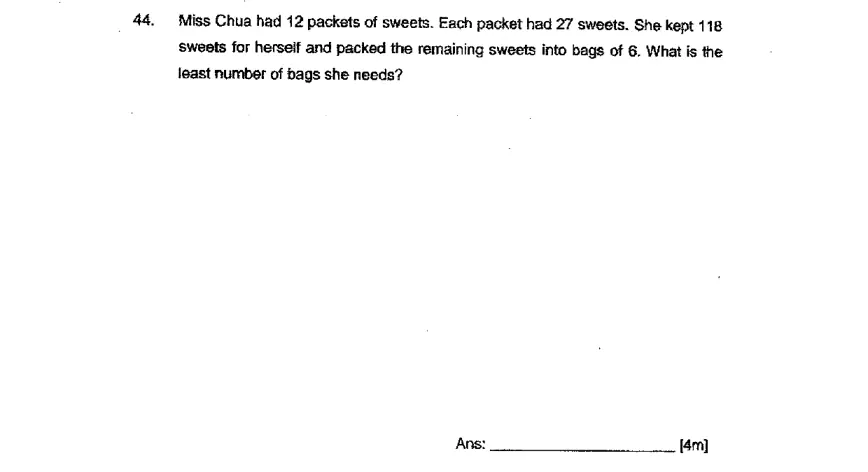 44. Miss Chua had 12 packets of sweets. Each packet had 27 sweets. She kept 118
sweets for herself and packed the remaining sweets into bags of 6. What is the
least number of bags she needs?
Ans: ____________________ [4m]